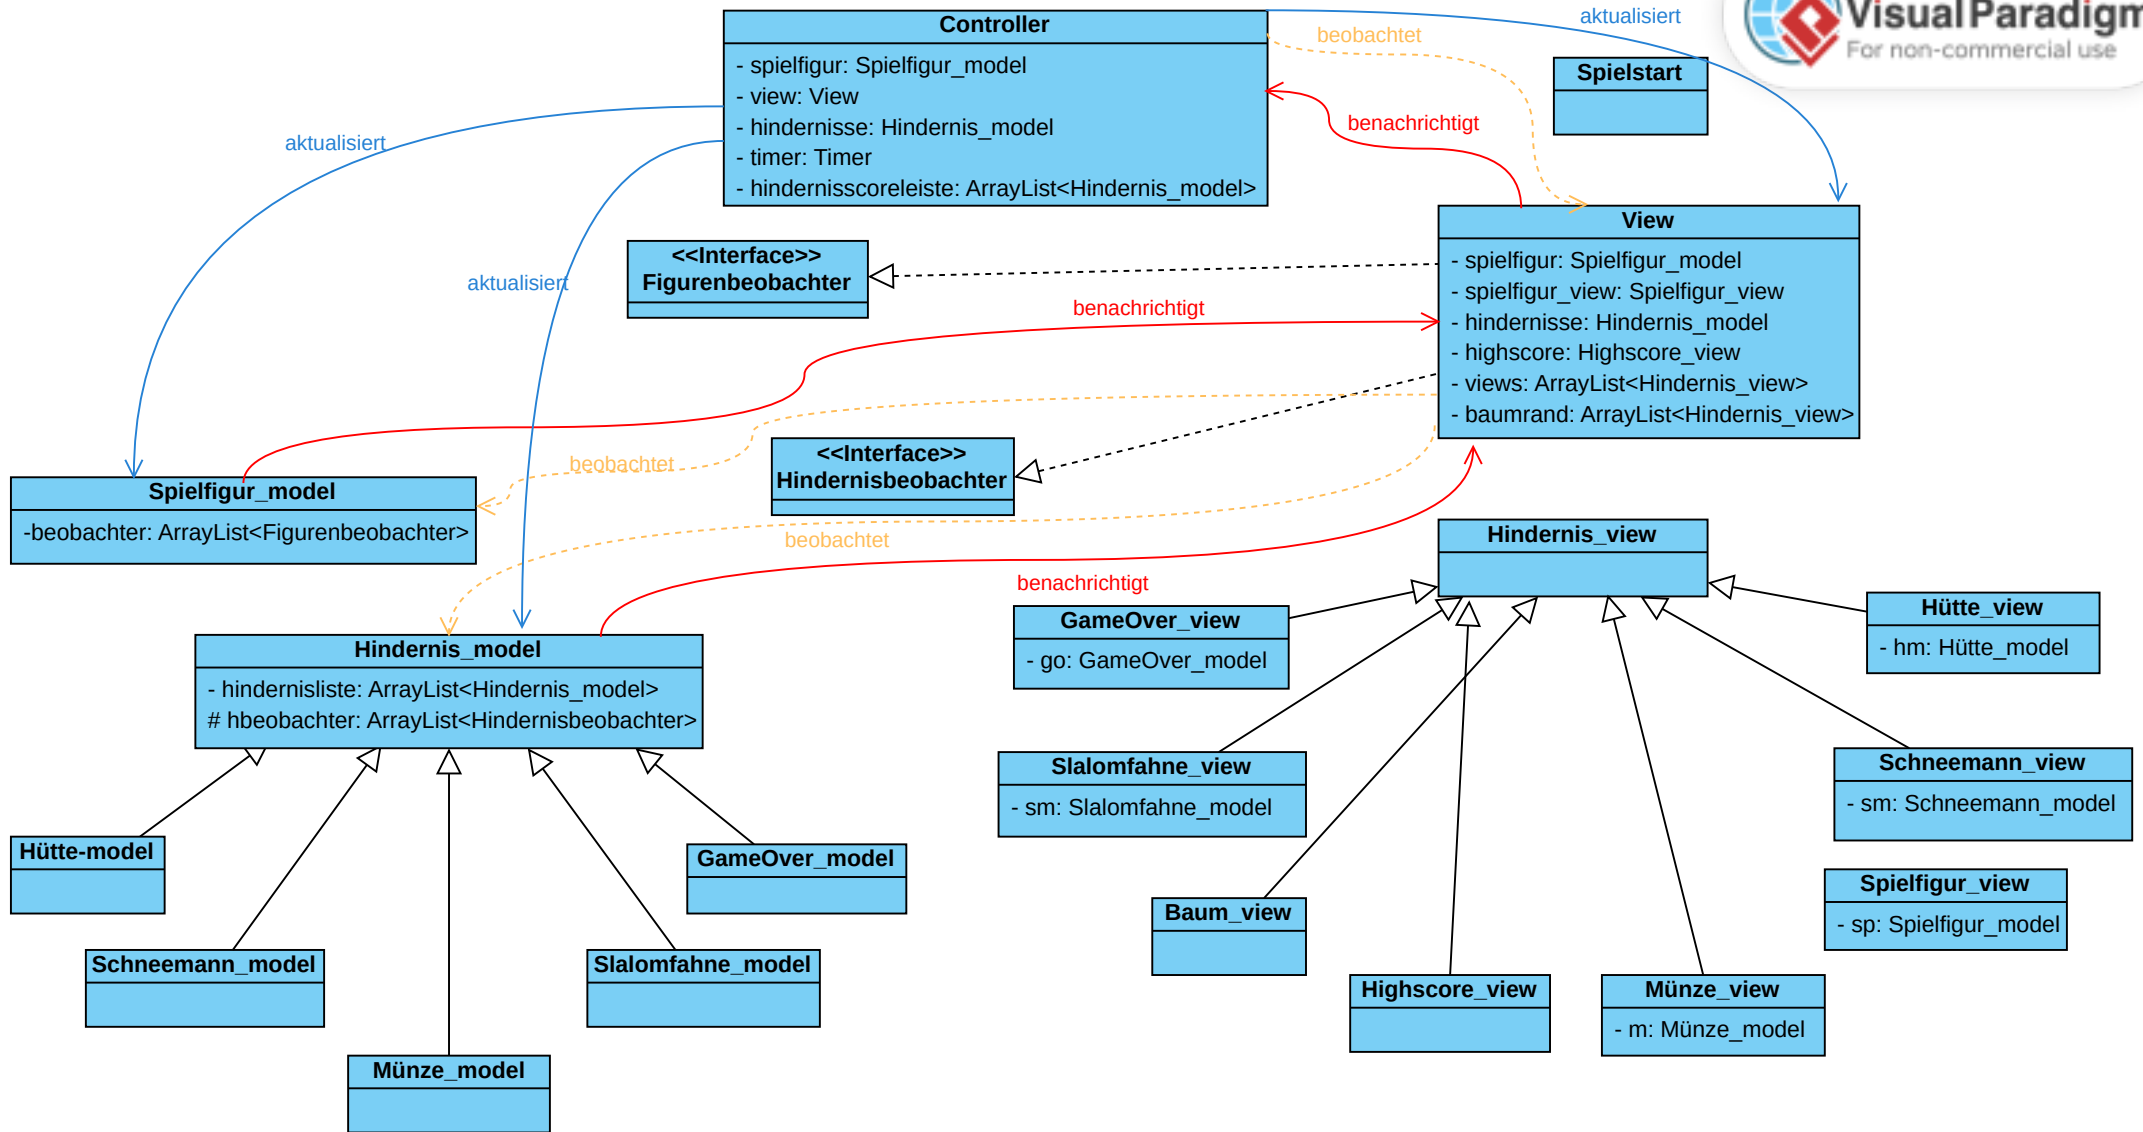 Controller
- spielfigur: Spielfigur_model
- view: View
- hindernisse: Hindernis_model
- timer: Timer
- hindernisscoreleiste: ArrayList<Hindernis_model>
aktualisiert
beobachtet
Visual Paradigm
For non-commercial use
Spielstart
benachrichtigt
aktualisiert
aktualisiert
<<Interface>>
Figurenbeobachter
View
- spielfigur: Spielfigur_model
- spielfigur_view: Spielfigur_view
- hindernisse: Hindernis_model
- highscore: Highscore_view
- views: ArrayList<Hindernis_view>
- baumrand: ArrayList<Hindernis_view>
benachrichtigt
beobachtet
<<Interface>>
Hindernisbeobachter
Spielfigur_model
-beobachter: ArrayList<Figurenbeobachter>
beobachtet
benachrichtigt
Hindernis_view
Hindernis_model
- hindernisliste: ArrayList<Hindernis_model>
# hbeobachter: ArrayList<Hindernisbeobachter>
GameOver_view
- go: GameOver_model
Hütte_view
- hm: Hütte_model
Slalomfahne_view
- sm: Slalomfahne_model
Schneemann_view
- sm: Schneemann_model
Hütte-model
GameOver_model
Spielfigur_view
- sp: Spielfigur_model
Baum_view
Schneemann_model
Slalomfahne_model
Highscore_view
Münze_view
- m: Münze_model
Münze_model